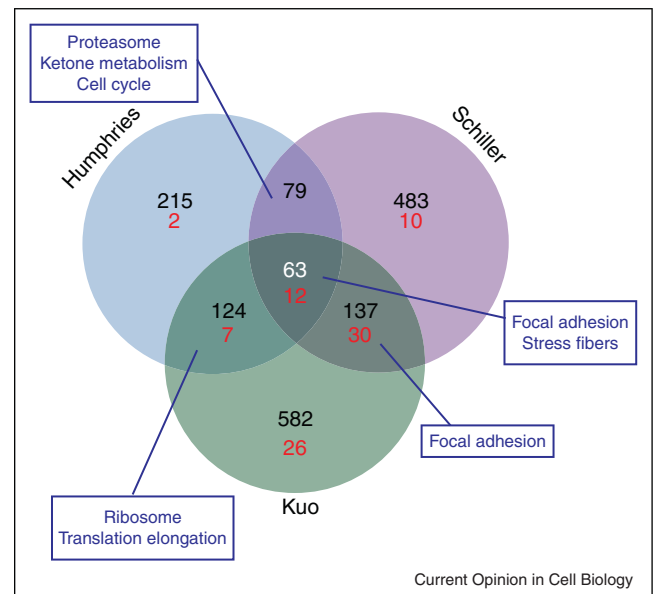 Proteasome
Ketone metabolism
Cell cycle
Humphries
Schiller
215
2
79
483
10
63
12
124
7
137
30
Focal adhesion
Stress fibers
582
26
Focal adhesion
Ribosome
Translation elongation
Kuo
Current Opinion in Cell Biology